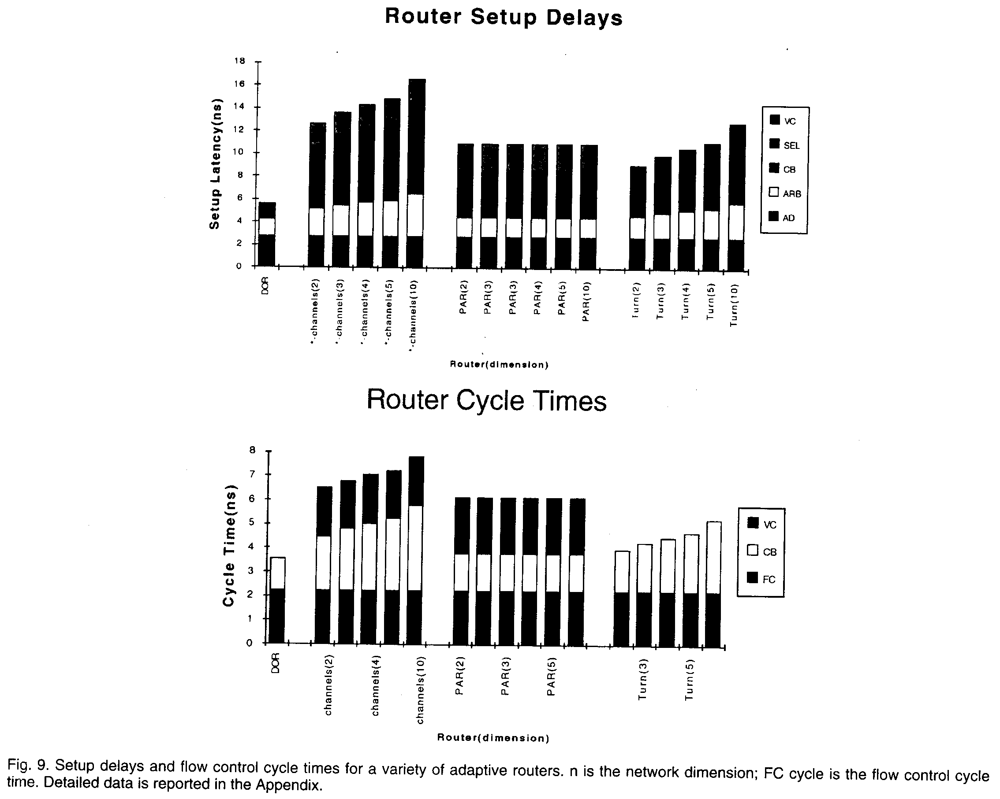 Router Setup Delays
18
16
14
12
10
8
6
4
2
0
Setup Latency(ns)
DOR
*-channels(2)
*-channels(3)
*-channels(4)
*-channels(5)
*-channels(10)
PAR(2)
PAR(3)
PAR(3)
PAR(4)
PAR(5)
PAR(10)
Turn(2)
Turn(3)
Turn(4)
Turn(5)
Turn(10)
Router(dimension)
VC
SEL
CB
ARB
AD
Router Cycle Times
8
7
6
5
4
3
2
1
0
Cycle Time(ns)
DOR
channels(2)
channels(4)
channels(10)
PAR(2)
PAR(3)
PAR(5)
Turn(3)
Turn(5)
Router(dimension)
VC
CB
FC
Fig. 9. Setup delays and flow control cycle times for a variety of adaptive routers. n is the network dimension; FC cycle is the flow control cycle
time. Detailed data is reported in the Appendix.